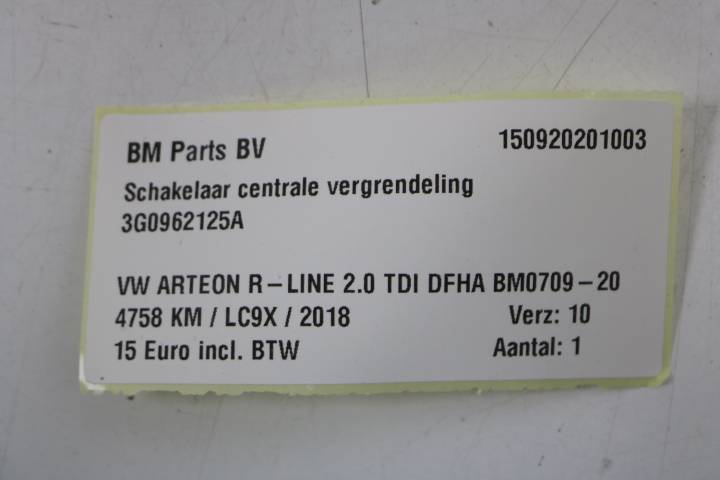 BM Parts BV 150920201003
Schakelaar centrale vergrendeling
3G0962125A
VW ARTEON R-LINE 2.0 TDI DFHA BM0709-20
4758 KM / LC9X / 2018 Verz: 10
15 Euro incl. BTW Aantal: 1